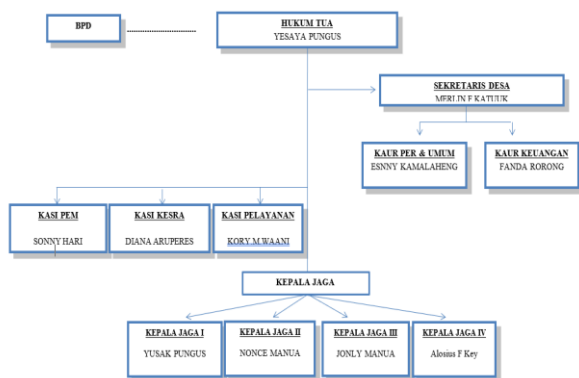 BPD
HUKUM TUA
YESAYA PUNGUS
SEKRETARIS DESA
MERLIN F KATUUK
KAUR PER & UMUM
ESNNY KAMALAHENG
KAUR KEUANGAN
FANDA RORONG
KASI PEM
SONNY HARI
KASI KESRA
DIANA ARUPERES
KASI PELAYANAN
KORY.M.WAANI
KEPALA JAGA
KEPALA JAGA I
YUSAK PUNGUS
KEPALA JAGA II
NONCE MANUA
KEPALA JAGA III
JONLY MANUA
KEPALA JAGA IV
Alosius F Key